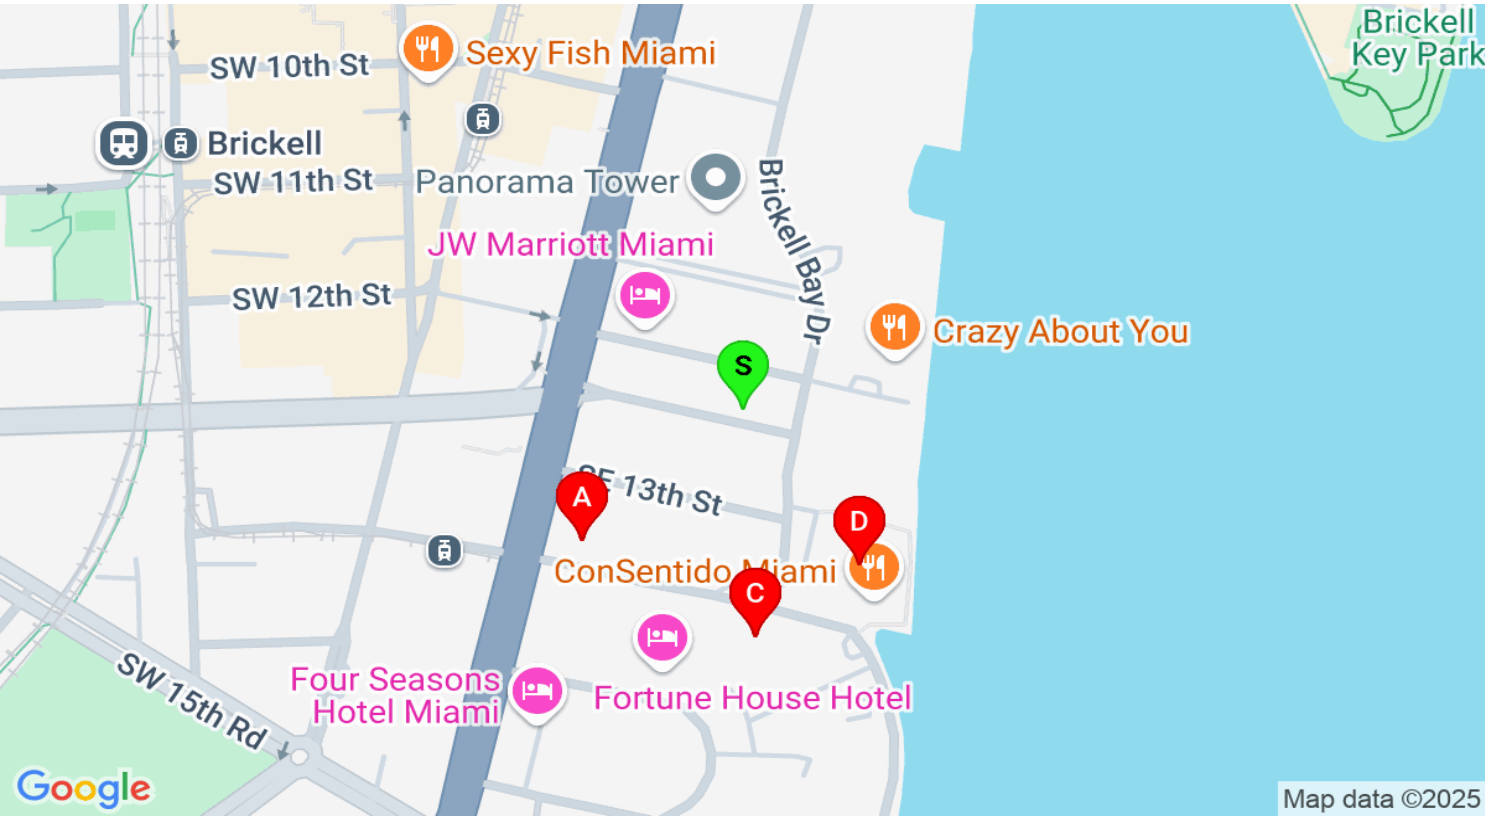 Brickell
Key Park
Sexy Fish Miami
SW 10th St
Brickell
SW 11th St
Panorama Tower
Brickell Bay Dr
JW Marriott Miami
SW 12th St
Crazy About You
S
SE 13th St
A
D
ConSentido Miami
C
Four Seasons
Hotel Miami
Fortune House Hotel
SW 15th Rd
Google
Map data ©2025